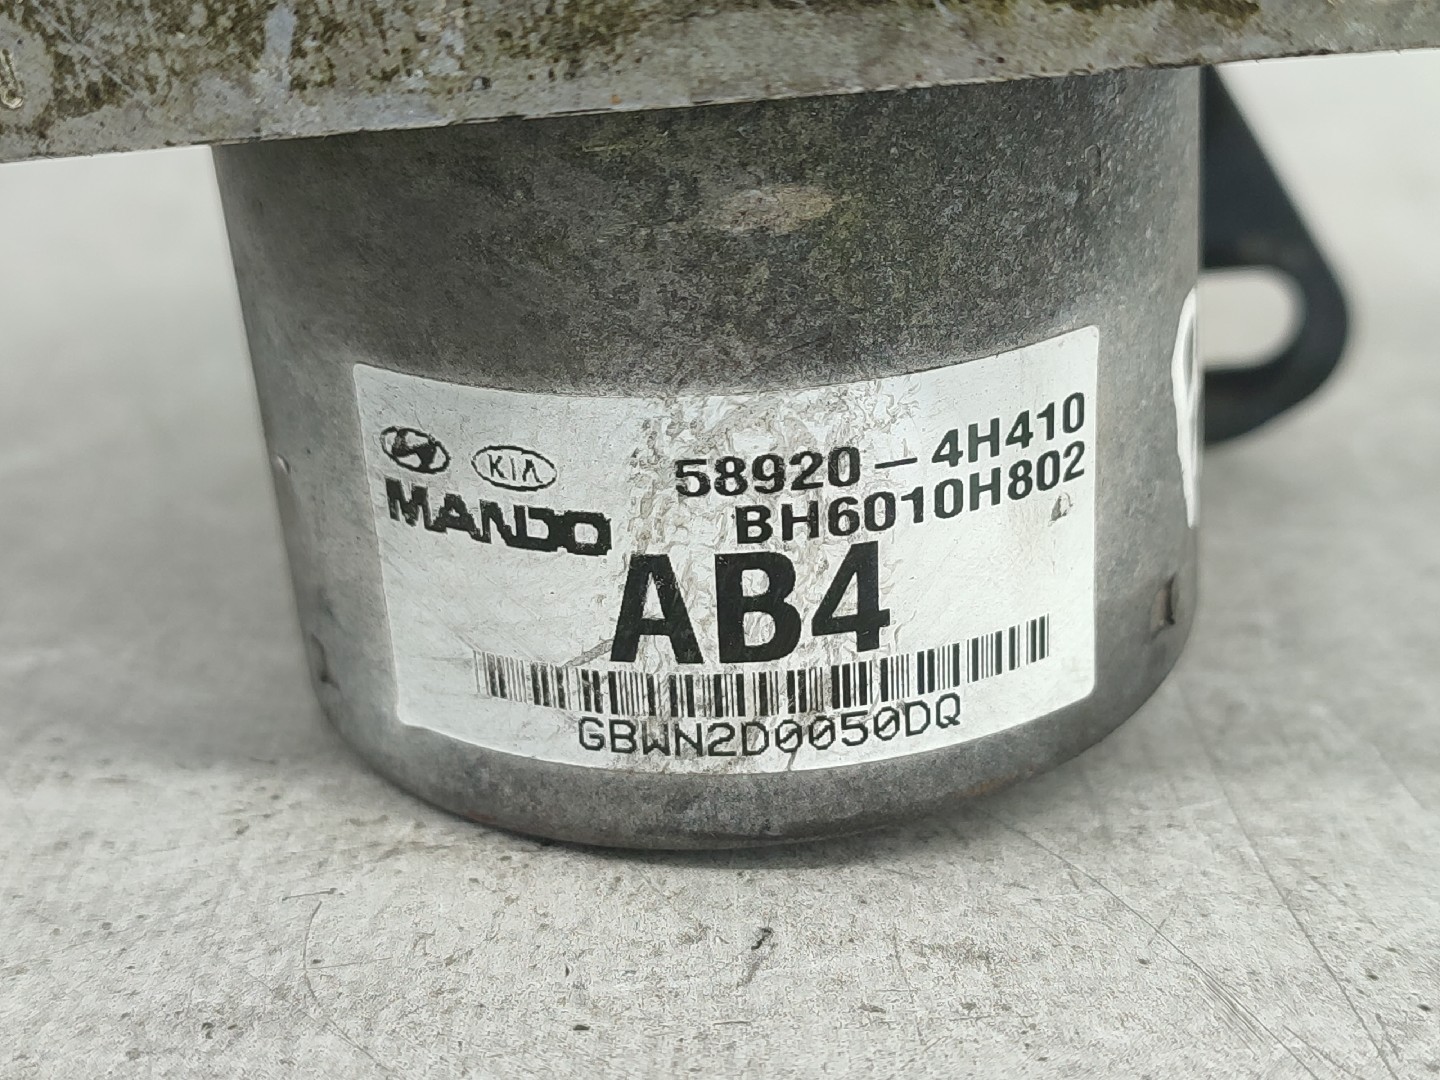 KIA
MANDO
58920-4H410
BH6010H802
AB4
GBWN2D0050DQ